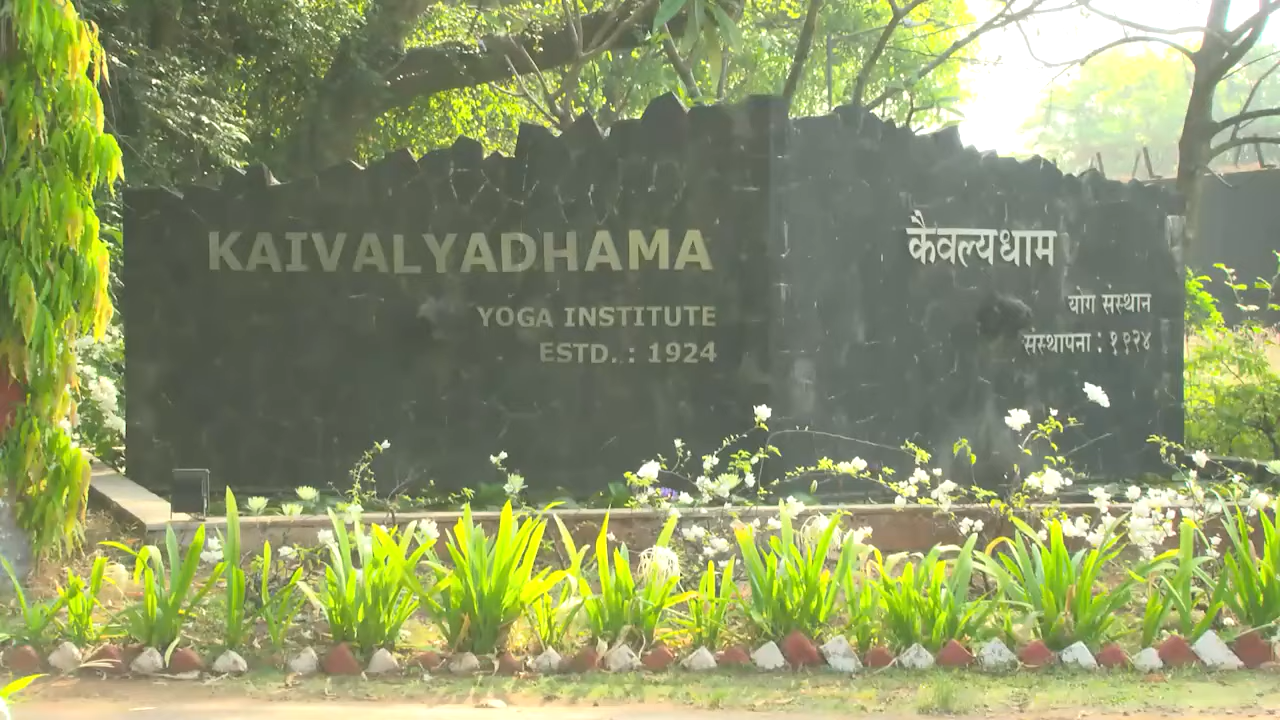 KAIVALYADHAMA
YOGA INSTITUTE
ESTD. : 1924
कैवल्यधाम
योग संस्थान
संस्थापना : १९२४